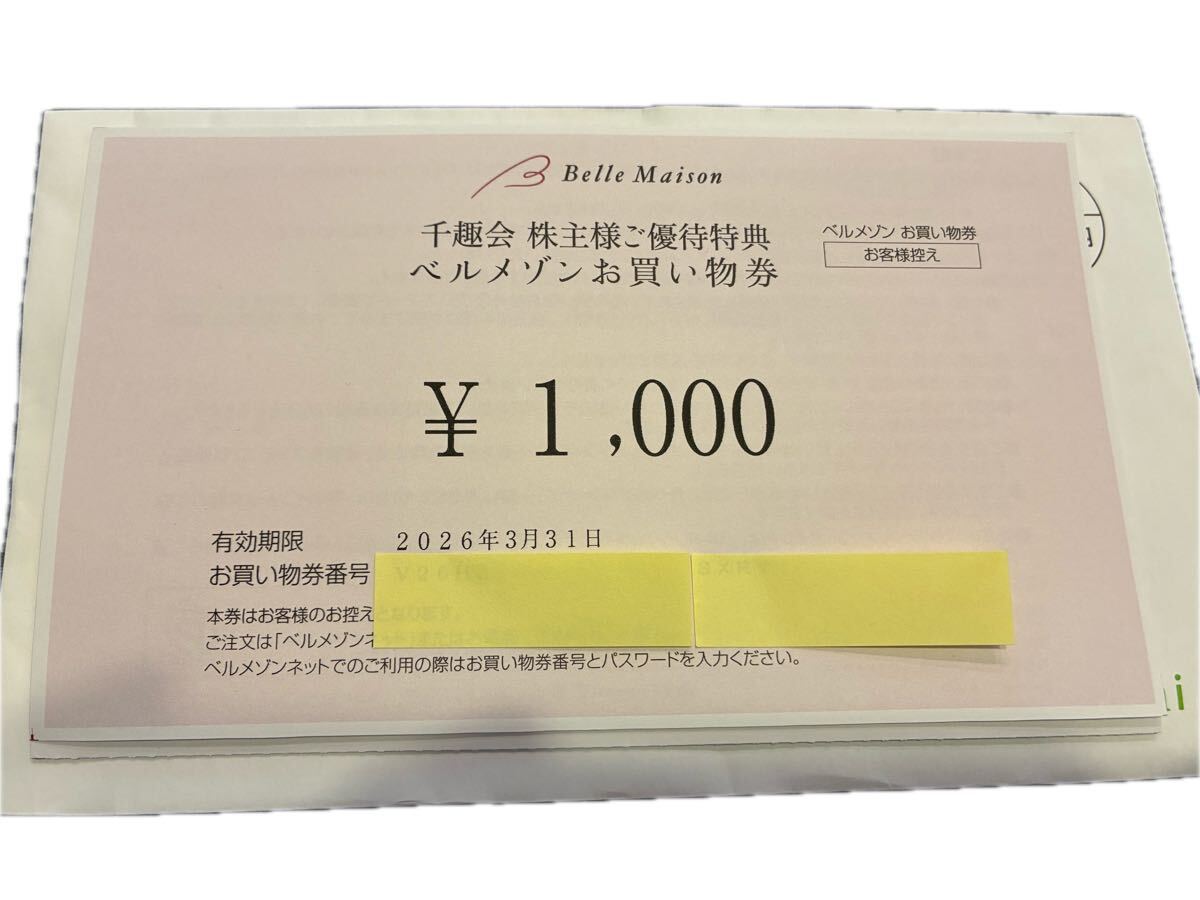 Belle Maison
千趣会 株主様ご優待特典
ベルメゾンお買い物券
ベルメゾン お買い物券
お客様控え
¥1,000
有効期限 2026年3月31日
お買い物券番号
本券はお客様のお控えとなります。
ご注文は「ベルメゾンネット
ベルメゾンネットでのご利用の際はお買い物券番号とパスワードを入力ください。